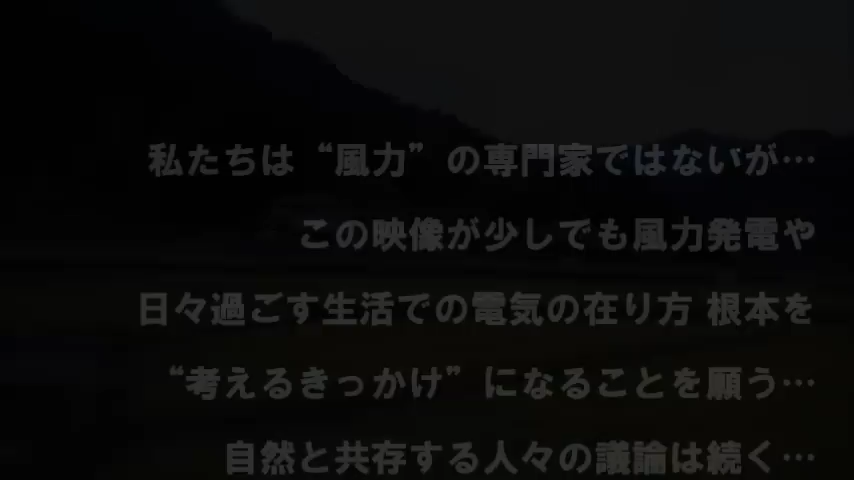 私たちは“風力”の専門家ではないが…
この映像が少しでも風力発電や
日々過ごす生活での電気の在り方 根本を
“考えるきっかけ”になることを願う…
自然と共存する人々の議論は続く…